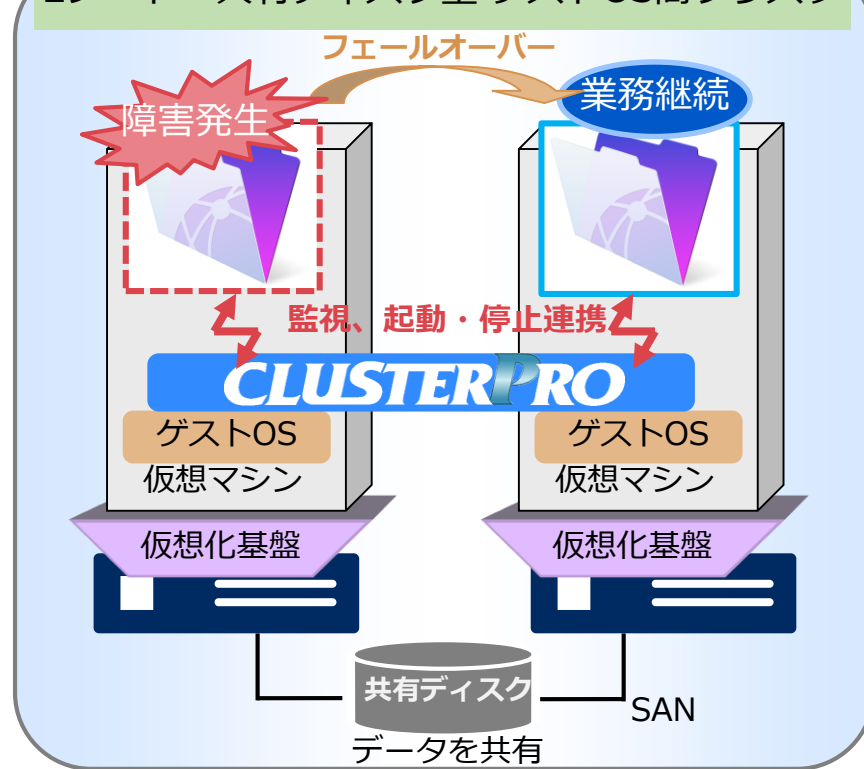 フェールオーバー
障害発生
業務継続
監視、起動・停止連携
CLUSTERPRO
ゲストOS
ゲストOS
仮想マシン
仮想マシン
仮想化基盤
仮想化基盤
共有ディスク
SAN
データを共有